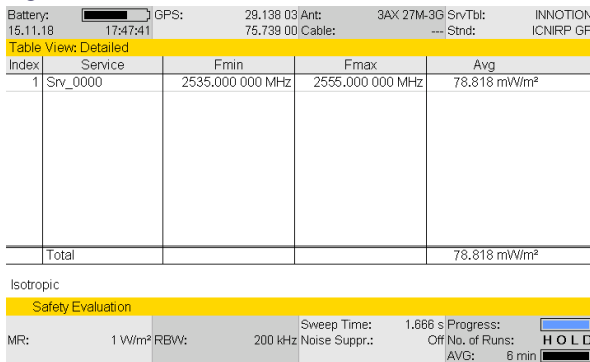 Battery: GPS: 29.138 03 Ant: 3AX 27M-3G SrvTbl: INNOTION
15.11.18 17:47:41 75.739 00 Cable: --- Stnd: ICNIRP GP
Table View: Detailed
Index Service Fmin Fmax Avg
1 Srv_0000 2535.000 000 MHz 2555.000 000 MHz 78.818 mW/m²
Total 78.818 mW/m²
Isotropic
Safety Evaluation
Sweep Time: 1.666 s Progress:
MR: 1 W/m² RBW: 200 kHz Noise Suppr.: Off No. of Runs: HOLD
AVG: 6 min